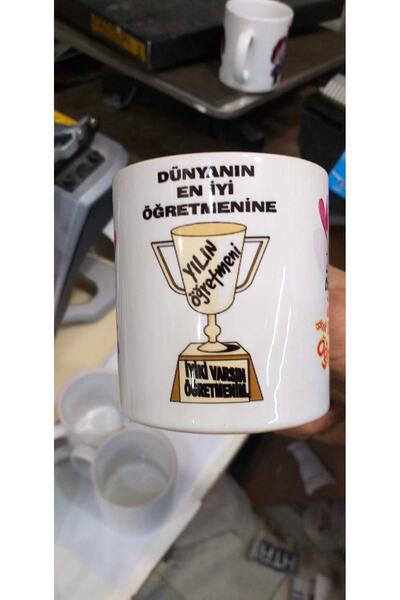 DÜNYANIN
EN İYİ
ÖĞRETMENİNE
YILIN
öğretmeni
İYİKİ VARSIN
ÖĞRETMENİM